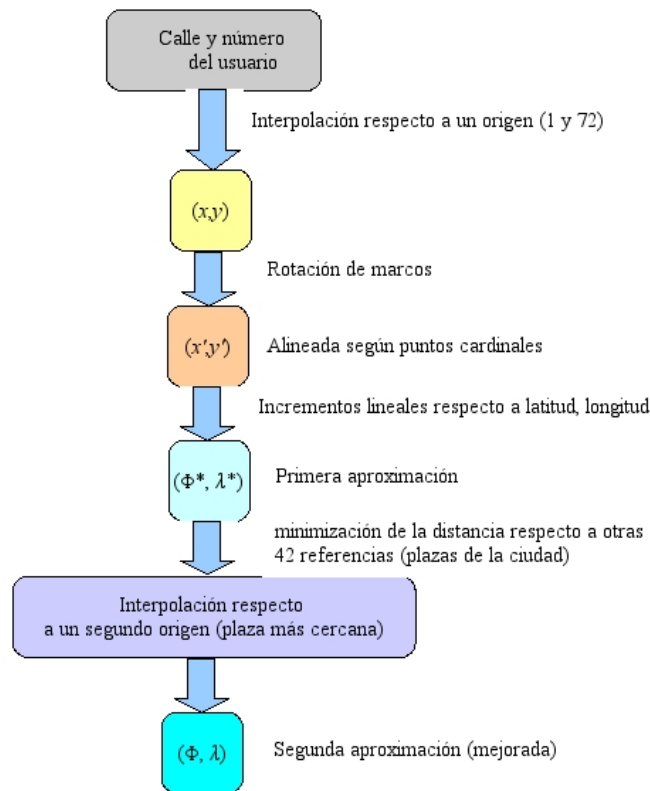 Calle y número
del usuario
Interpolación respecto a un origen (1 y 72)
(x,y)
Rotación de marcos
(x',y')
Alineada según puntos cardinales
Incrementos lineales respecto a latitud, longitud
(Φ*, λ*)
Primera aproximación
minimización de la distancia respecto a otras
42 referencias (plazas de la ciudad)
Interpolación respecto
a un segundo origen (plaza más cercana)
(Φ, λ)
Segunda aproximación (mejorada)